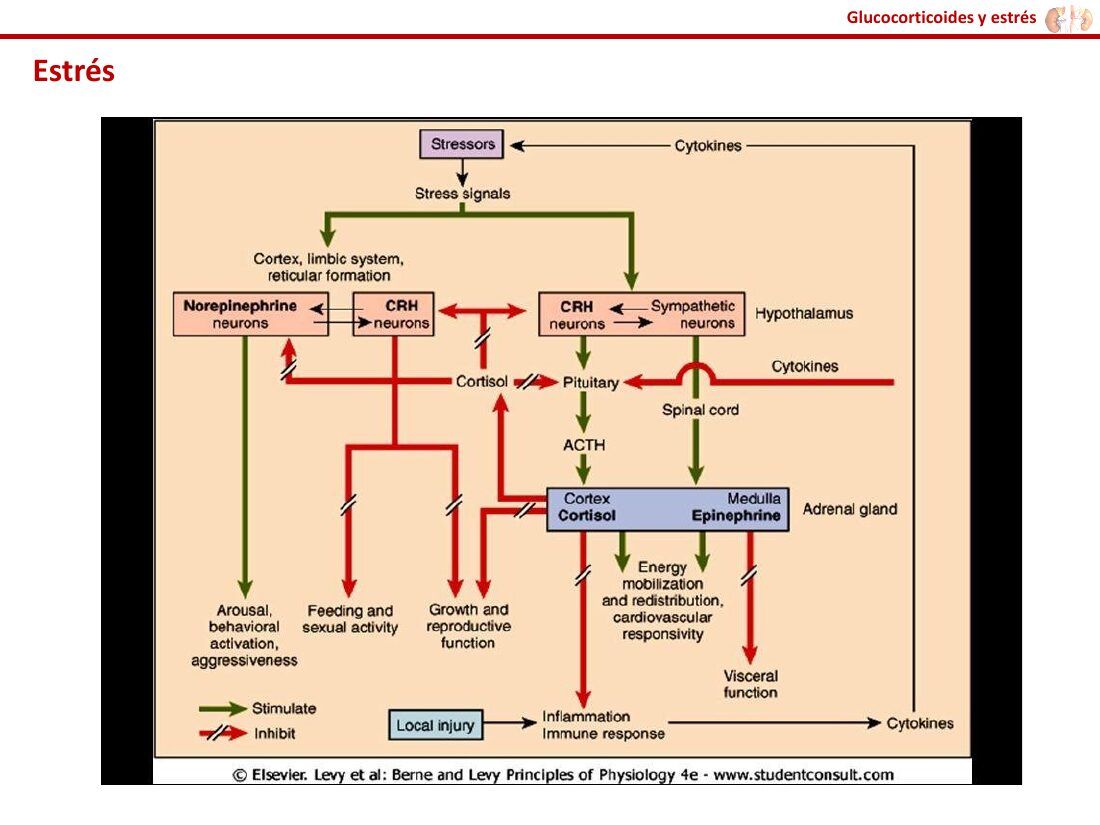 Glucocorticoides y estrés
Estrés
Stressors
Cytokines
Stress signals
Cortex, limbic system,
reticular formation
Norepinephrine
neurons
CRH
neurons
CRH
neurons
Sympathetic
neurons
Hypothalamus
Cytokines
Cortisol
Pituitary
Spinal cord
ACTH
Cortex
Cortisol
Medulla
Epinephrine
Adrenal gland
Energy
mobilization
and redistribution,
cardiovascular
responsivity
Arousal,
behavioral
activation,
aggressiveness
Feeding and
sexual activity
Growth and
reproductive
function
Visceral
function
Stimulate
Inhibit
Local injury
Inflammation
Immune response
Cytokines
© Elsevier. Levy et al: Berne and Levy Principles of Physiology 4e - www.studentconsult.com